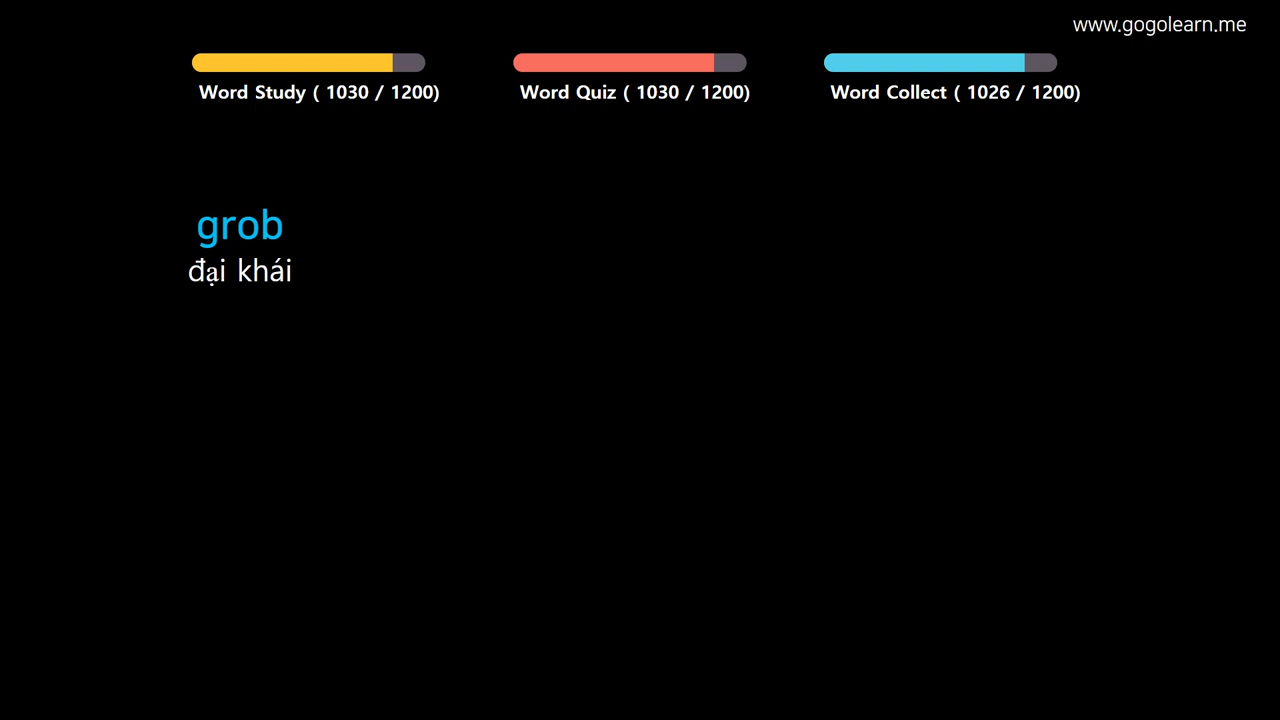 www.gogolearn.me
Word Study ( 1030 / 1200)
Word Quiz ( 1030 / 1200)
Word Collect ( 1026 / 1200)
grob
đại khái